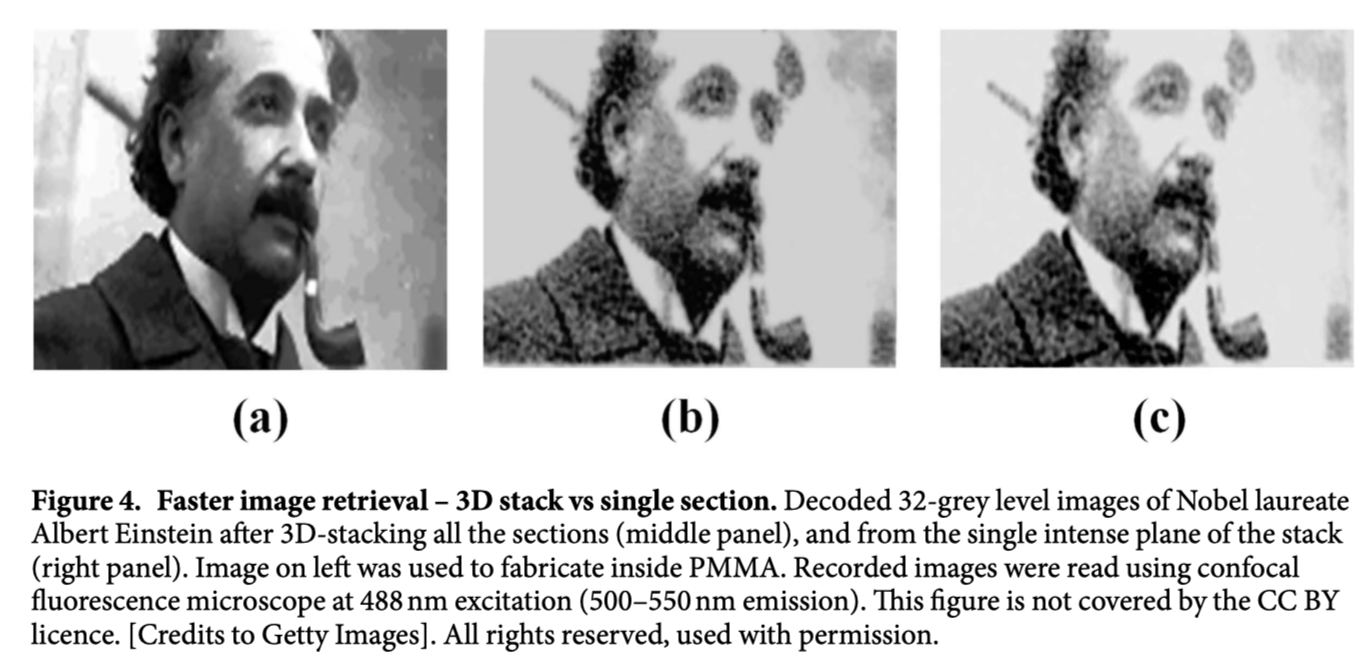 (a) (b) (c)
Figure 4. Faster image retrieval – 3D stack vs single section. Decoded 32-grey level images of Nobel laureate
Albert Einstein after 3D-stacking all the sections (middle panel), and from the single intense plane of the stack
(right panel). Image on left was used to fabricate inside PMMA. Recorded images were read using confocal
fluorescence microscope at 488 nm excitation (500–550 nm emission). This figure is not covered by the CC BY
licence. [Credits to Getty Images]. All rights reserved, used with permission.